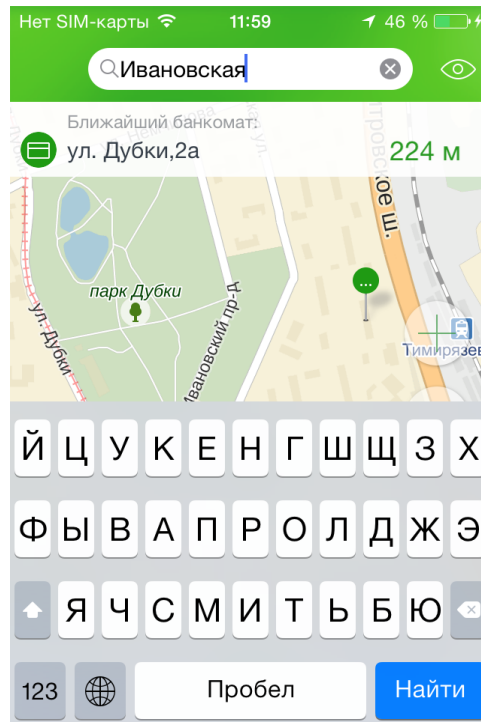 Нет SIM-карты 11:59 46 %
Ивановская
Ближайший банкомат:
ул. Дубки,2а 224 м
парк Дубки
ул. Дубки
Ивановский пр-д
...
Й Ц У К Е Н Г Ш Щ З Х
Ф Ы В А П Р О Л Д Ж Э
Я Ч С М И Т Ь Б Ю
123 Пробел Найти